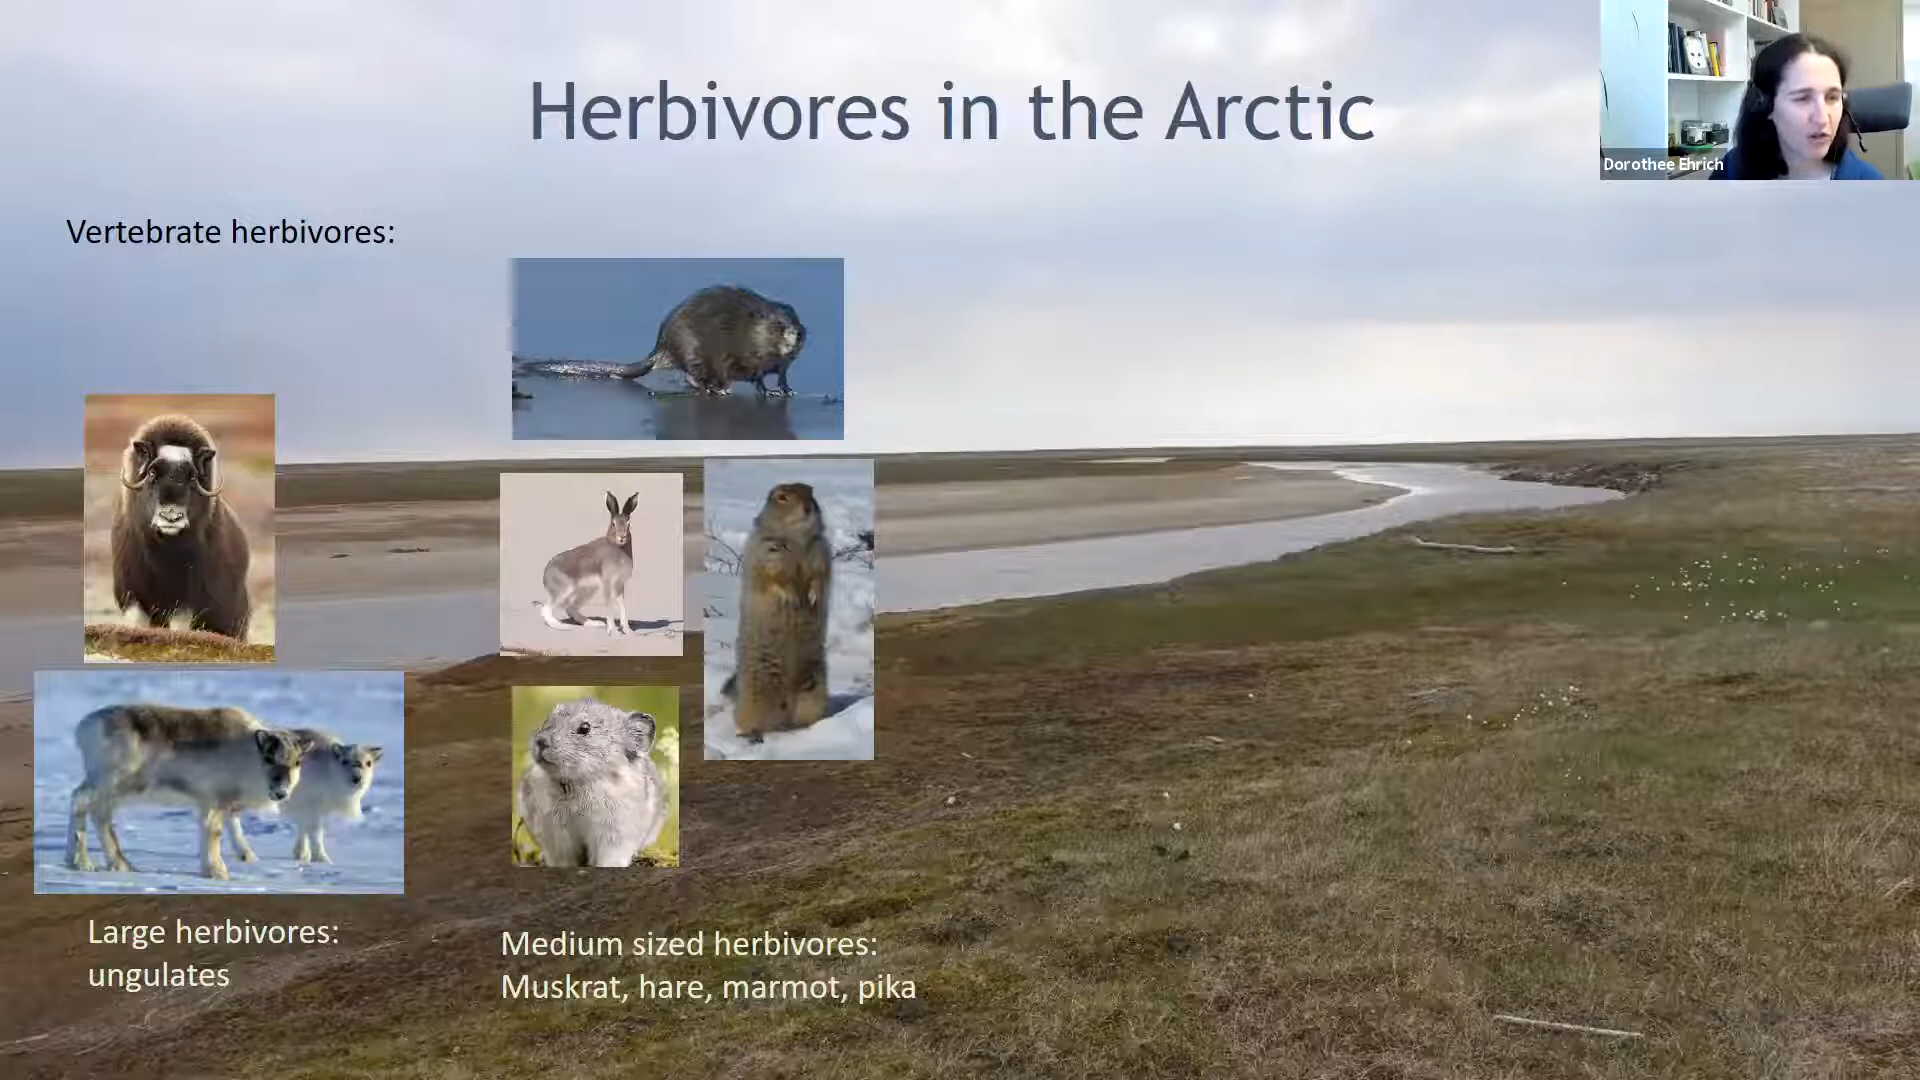 Herbivores in the Arctic
Dorothee Ehrich
Vertebrate herbivores:
Large herbivores:
ungulates
Medium sized herbivores:
Muskrat, hare, marmot, pika